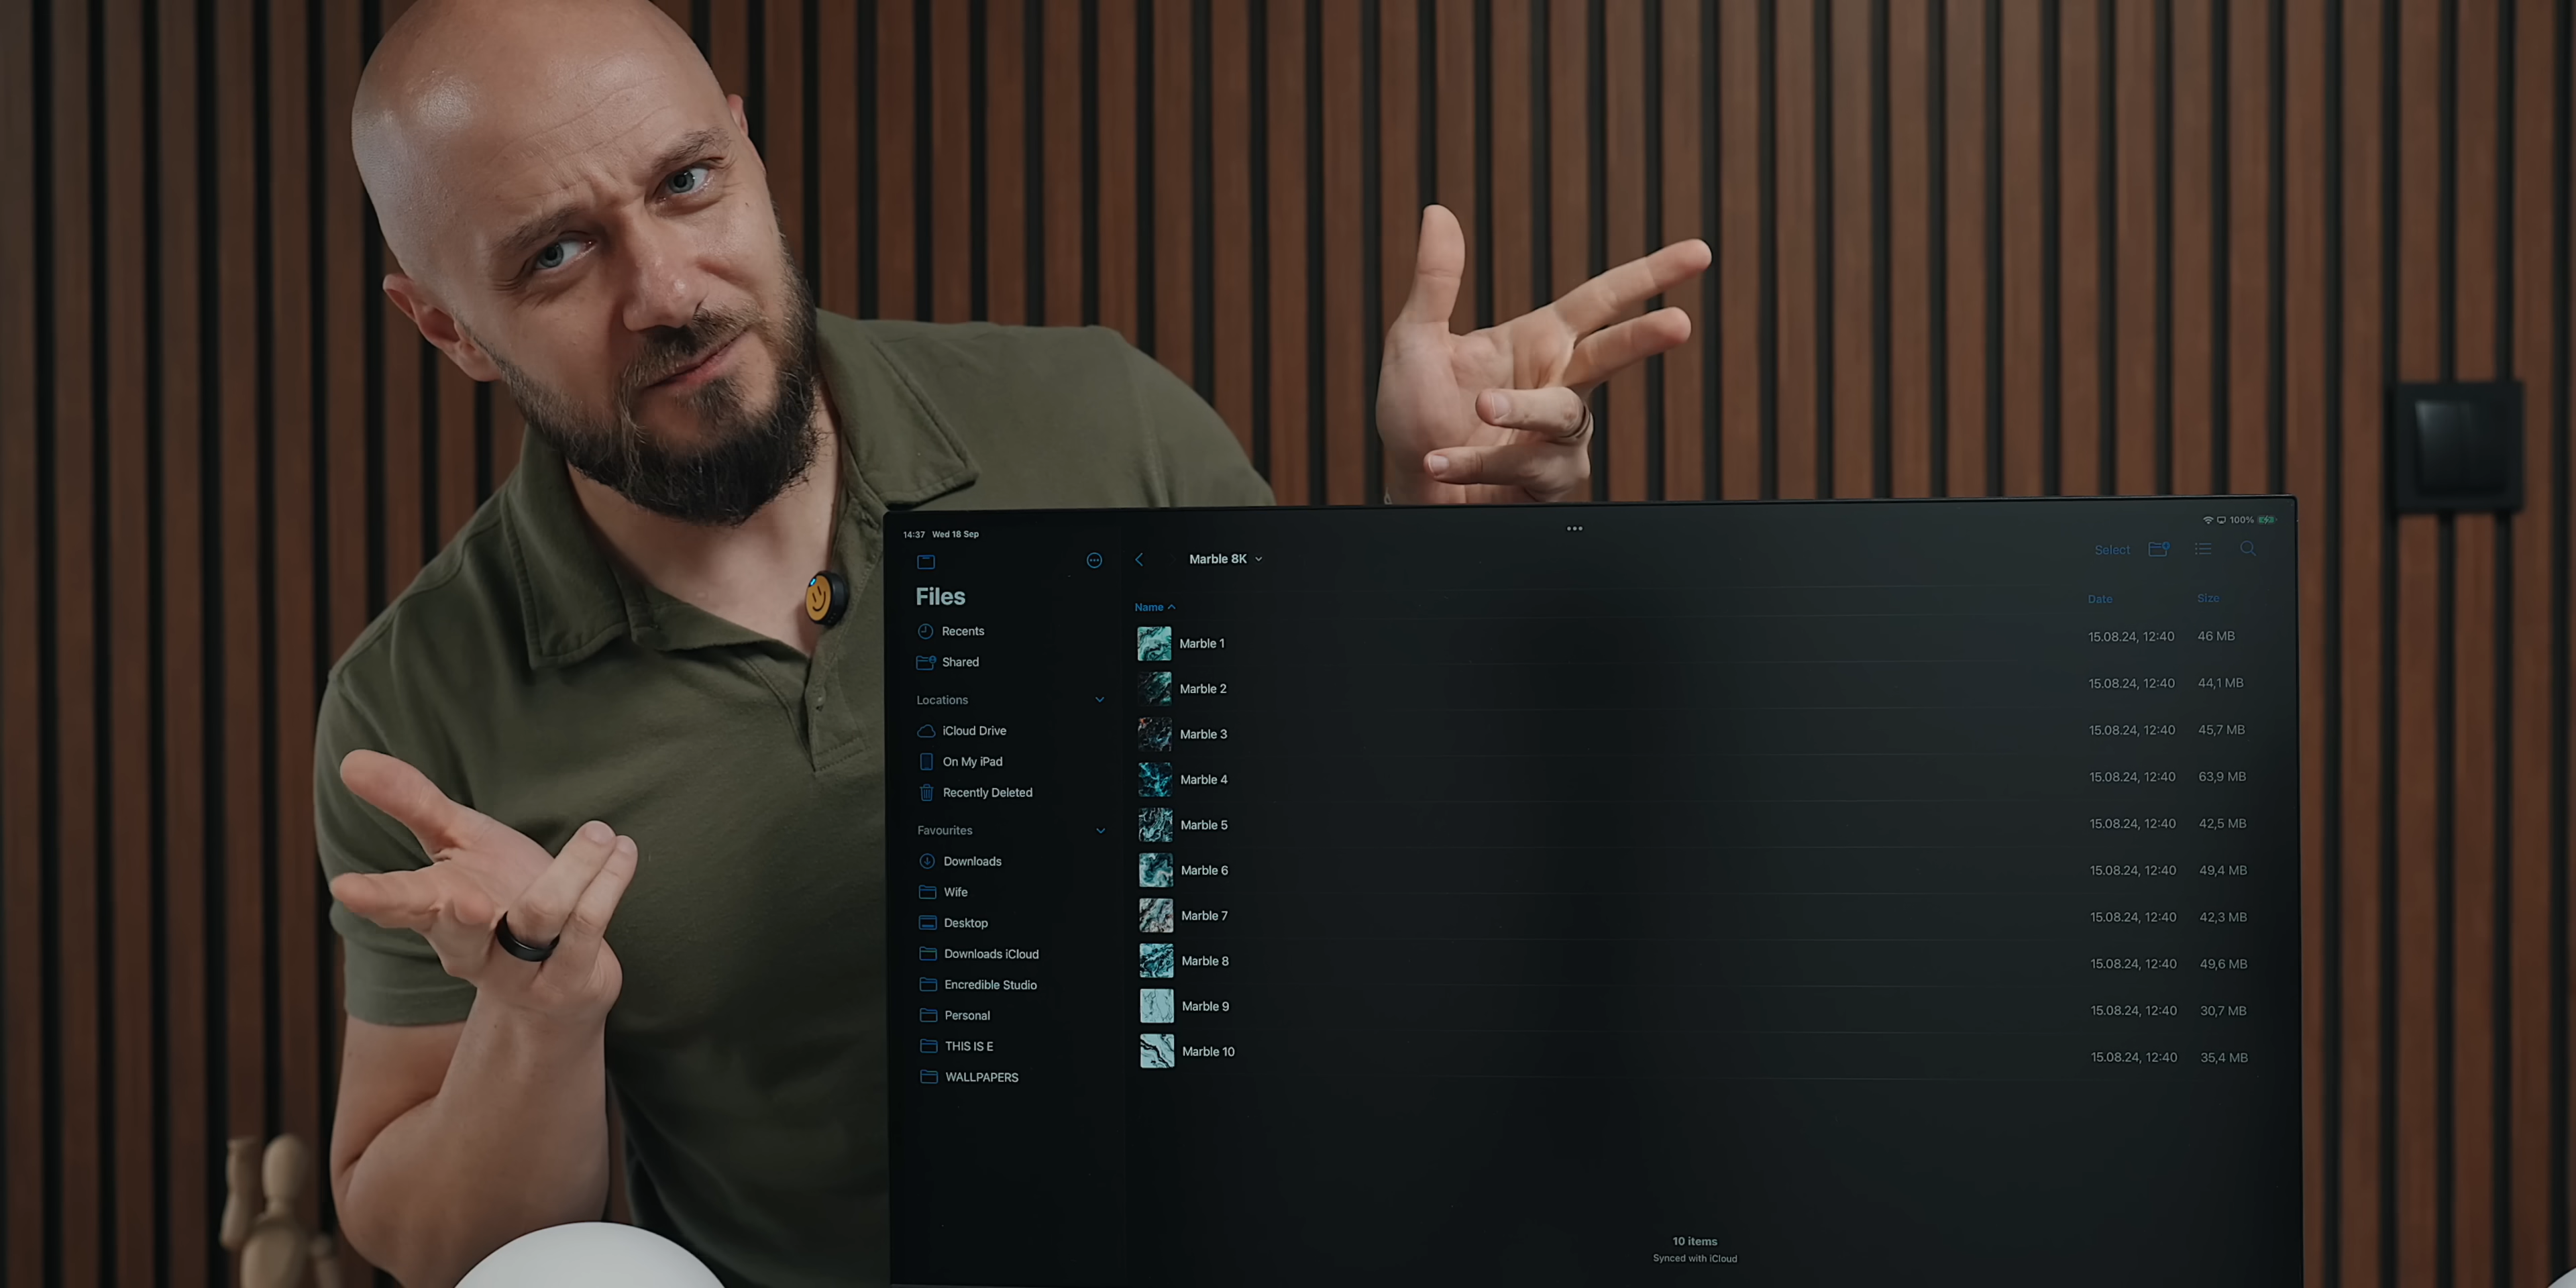 14:37 Wed 18 Sep
100%
Marble 8K
Select
Files
Recents
Shared
Locations
iCloud Drive
On My iPad
Recently Deleted
Favourites
Downloads
Wife
Desktop
Downloads iCloud
Encredible Studio
Personal
THIS IS E
WALLPAPERS
Name Date Size
Marble 1 15.08.24, 12:40 46 MB
Marble 2 15.08.24, 12:40 44,1 MB
Marble 3 15.08.24, 12:40 45,7 MB
Marble 4 15.08.24, 12:40 63,9 MB
Marble 5 15.08.24, 12:40 42,5 MB
Marble 6 15.08.24, 12:40 49,4 MB
Marble 7 15.08.24, 12:40 42,3 MB
Marble 8 15.08.24, 12:40 49,6 MB
Marble 9 15.08.24, 12:40 30,7 MB
Marble 10 15.08.24, 12:40 35,4 MB
10 items
Synced with iCloud